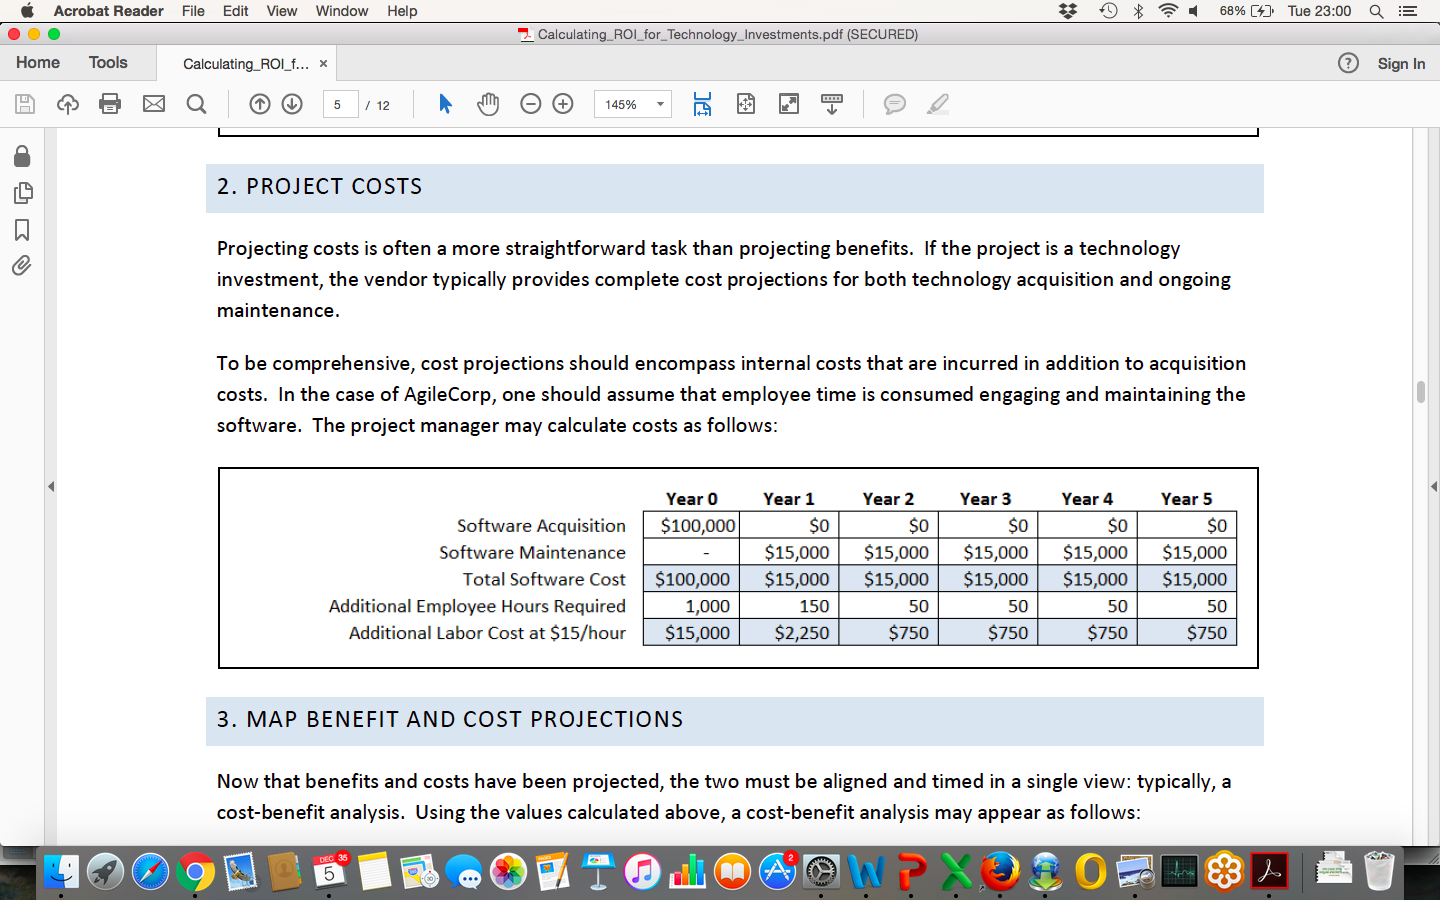 Acrobat Reader File Edit View Window Help 68% Tue 23:00
Calculating_ROI_for_Technology_Investments.pdf (SECURED)
Home Tools Calculating_ROI_f... × ? Sign In
5 / 12 145%
2. PROJECT COSTS
Projecting costs is often a more straightforward task than projecting benefits. If the project is a technology
investment, the vendor typically provides complete cost projections for both technology acquisition and ongoing
maintenance.
To be comprehensive, cost projections should encompass internal costs that are incurred in addition to acquisition
costs. In the case of AgileCorp, one should assume that employee time is consumed engaging and maintaining the
software. The project manager may calculate costs as follows:
Year 0 Year 1 Year 2 Year 3 Year 4 Year 5
Software Acquisition $100,000 $0 $0 $0 $0 $0
Software Maintenance - $15,000 $15,000 $15,000 $15,000 $15,000
Total Software Cost $100,000 $15,000 $15,000 $15,000 $15,000 $15,000
Additional Employee Hours Required 1,000 150 50 50 50 50
Additional Labor Cost at $15/hour $15,000 $2,250 $750 $750 $750 $750
3. MAP BENEFIT AND COST PROJECTIONS
Now that benefits and costs have been projected, the two must be aligned and timed in a single view: typically, a
cost-benefit analysis. Using the values calculated above, a cost-benefit analysis may appear as follows:
DEC 35 2
5